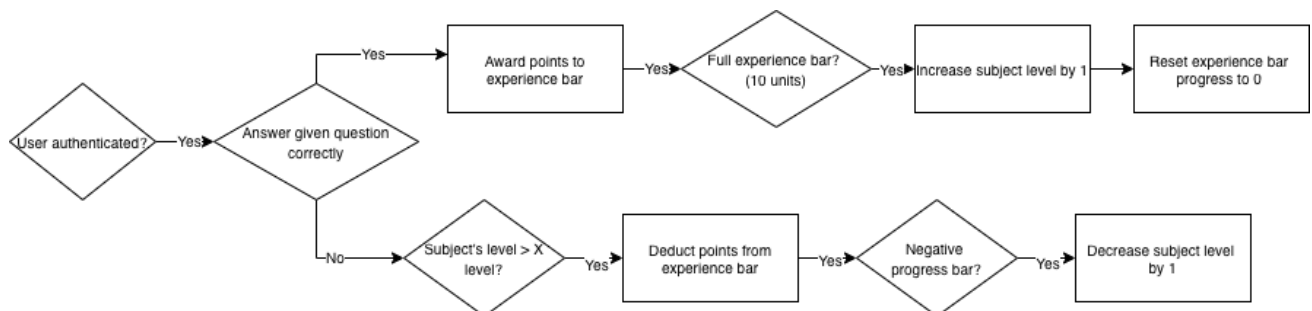 User authenticated?
Yes
Answer given question
correctly
Yes
Award points to
experience bar
Yes
Full experience bar?
(10 units)
Yes
Increase subject level by 1
Reset experience bar
progress to 0
No
Subject's level > X
level?
Yes
Deduct points from
experience bar
Yes
Negative
progress bar?
Yes
Decrease subject level
by 1